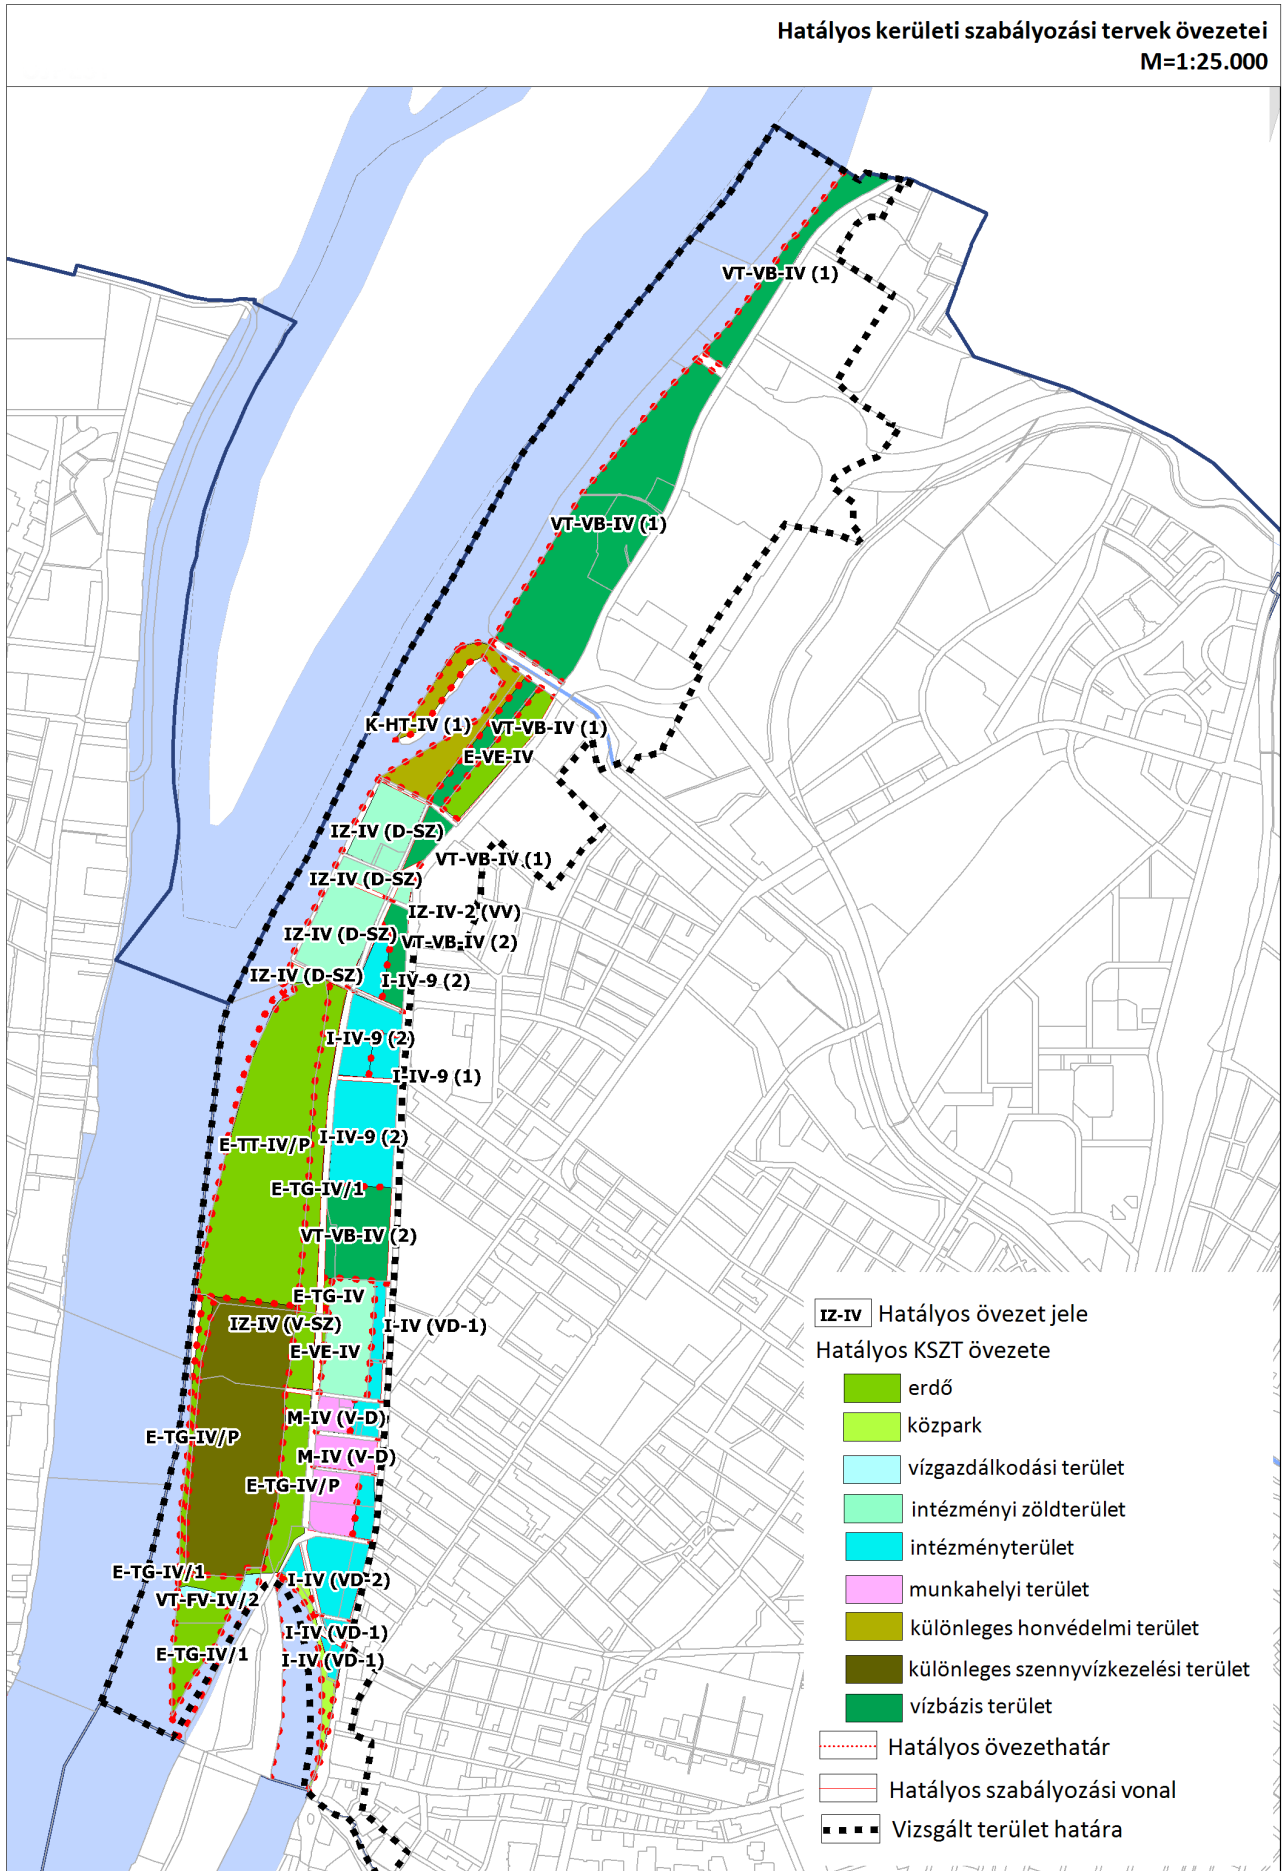 Hatályos kerületi szabályozási tervek övezetei
M=1:25.000
VT-VB-IV (1)
VT-VB-IV (1)
K-HT-IV (1)
VT-VB-IV (1)
E-VE-IV
IZ-IV (D-SZ)
VT-VB-IV (1)
IZ-IV (D-SZ)
IZ-IV-2 (VV)
IZ-IV (D-SZ)
VT-VB-IV (2)
IZ-IV (D-SZ)
I-IV-9 (2)
I-IV-9 (2)
I-IV-9 (1)
I-IV-9 (2)
E-TT-IV/P
E-TG-IV/1
VT-VB-IV (2)
E-TG-IV
IZ-IV (V-SZ)
I-IV (VD-1)
E-VE-IV
M-IV (V-D)
E-TG-IV/P
M-IV (V-D)
E-TG-IV/P
E-TG-IV/1
I-IV (VD-2)
VT-FV-IV/2
I-IV (VD-1)
E-TG-IV/1
I-IV (VD-1)
IZ-IV Hatályos övezet jele
Hatályos KSZT övezete
erdő
közpark
vízgazdálkodási terület
intézményi zöldterület
intézményterület
munkahelyi terület
különleges honvédelmi terület
különleges szennyvízkezelési terület
vízbázis terület
Hatályos övezethatár
Hatályos szabályozási vonal
Vizsgált terület határa